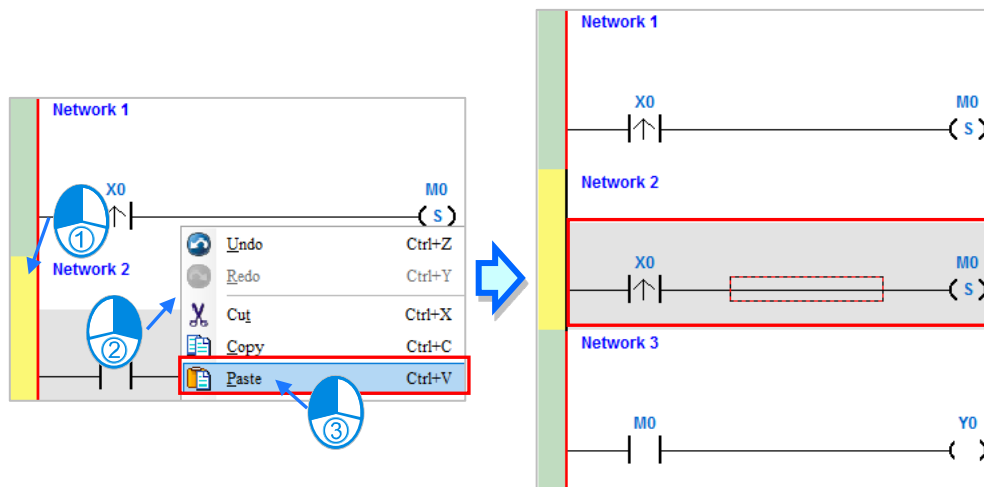 Network 1
X0 M0
S
1
Network 2
2
Undo Ctrl+Z
Redo Ctrl+Y
Cut Ctrl+X
Copy Ctrl+C
Paste Ctrl+V
3
Network 1
X0 M0
S
Network 2
X0 M0
S
Network 3
M0 Y0